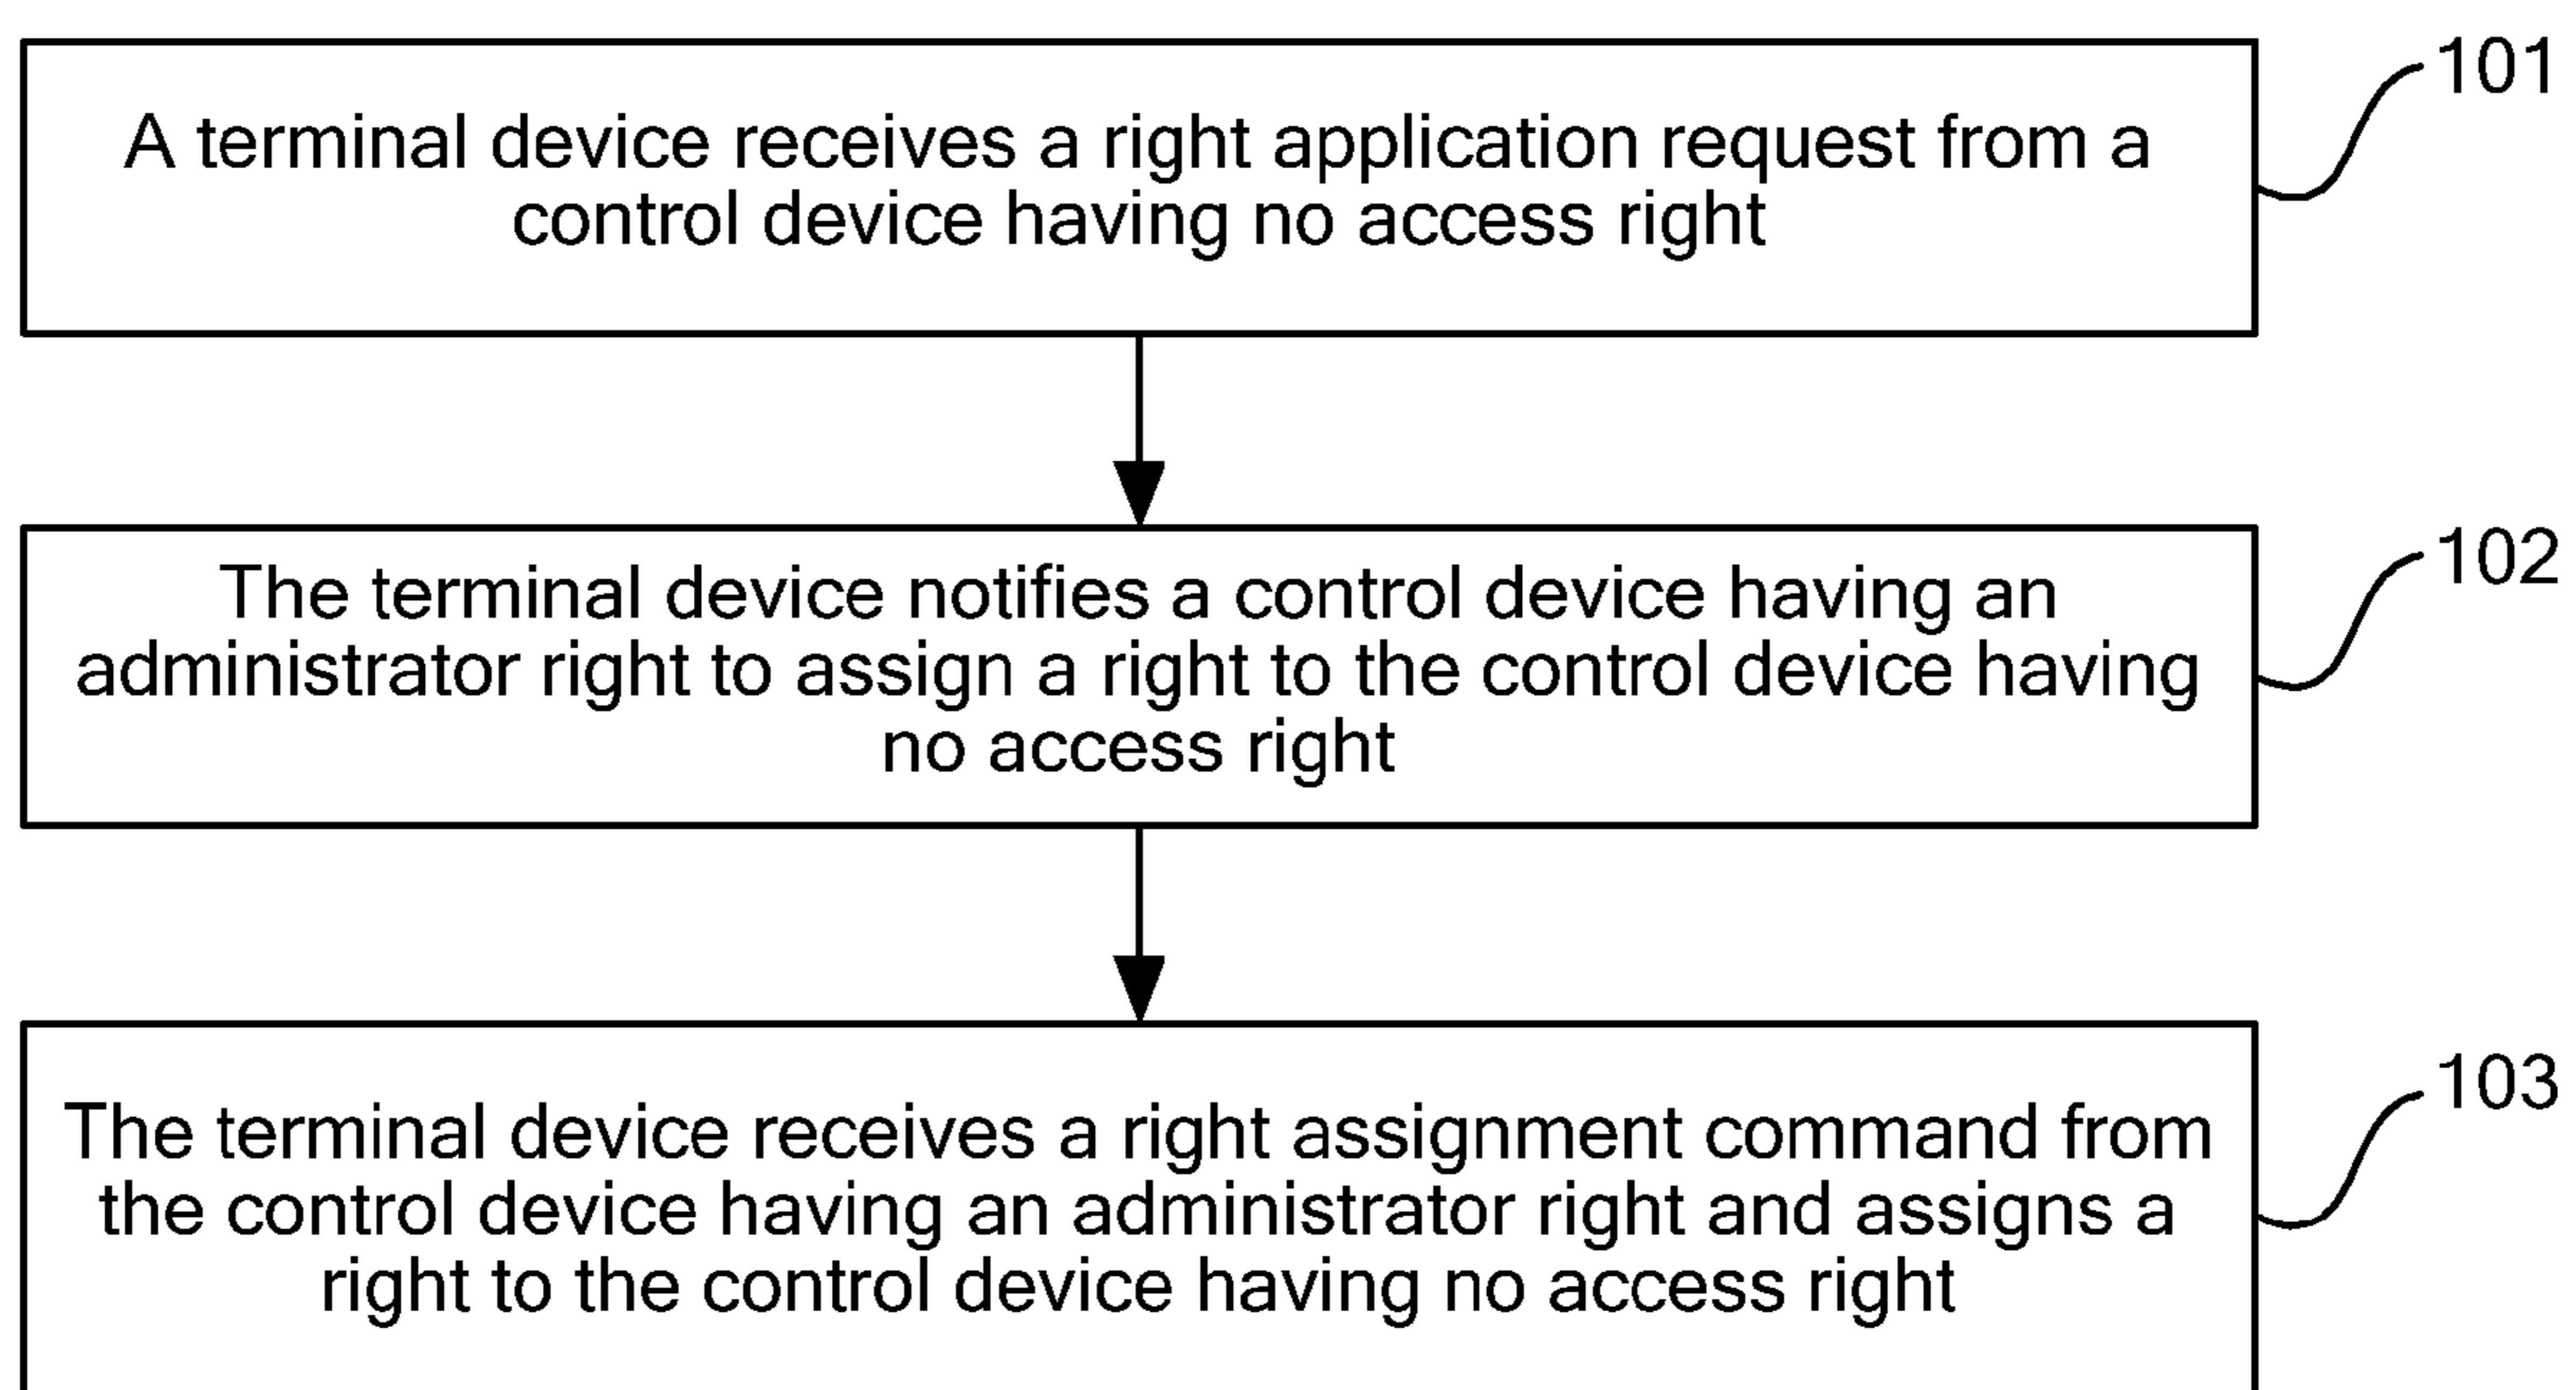 101
A terminal device receives a right application request from a
control device having no access right
102
The terminal device notifies a control device having an
administrator right to assign a right to the control device having
no access right
103
The terminal device receives a right assignment command from
the control device having an administrator right and assigns a
right to the control device having no access right